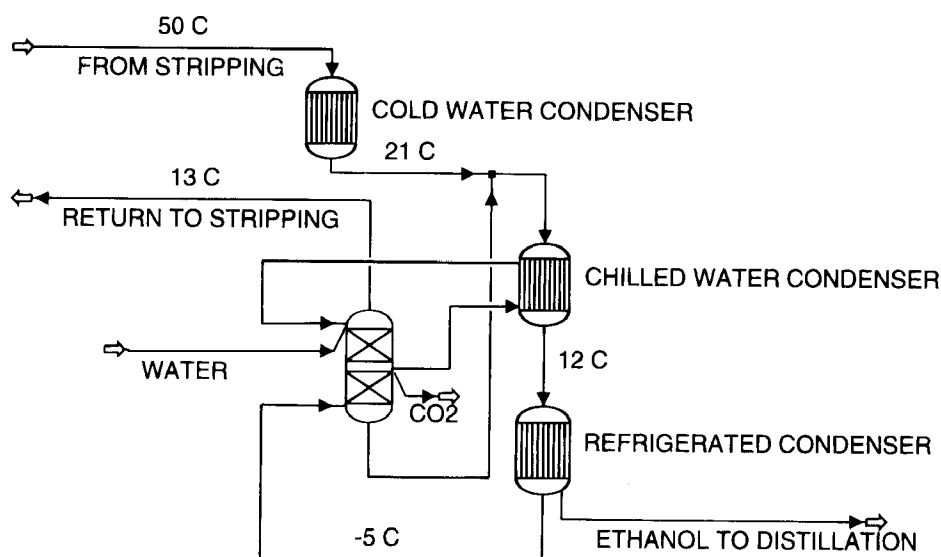 50 C
FROM STRIPPING
COLD WATER CONDENSER
21 C
13 C
RETURN TO STRIPPING
CHILLED WATER CONDENSER
WATER
12 C
CO2
REFRIGERATED CONDENSER
-5 C
ETHANOL TO DISTILLATION